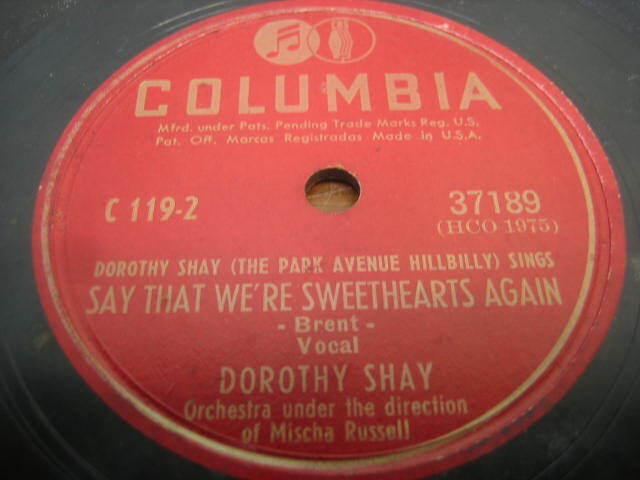 COLUMBIA
Mfrd. under Pats. Pending Trade Marks Reg. U.S.
Pat. Off. Marcas Registradas Made in U.S.A.
C 119-2
37189
(HCO 1975)
DOROTHY SHAY (THE PARK AVENUE HILLBILLY) SINGS
SAY THAT WE'RE SWEETHEARTS AGAIN
- Brent -
Vocal
DOROTHY SHAY
Orchestra under the direction
of Mischa Russell